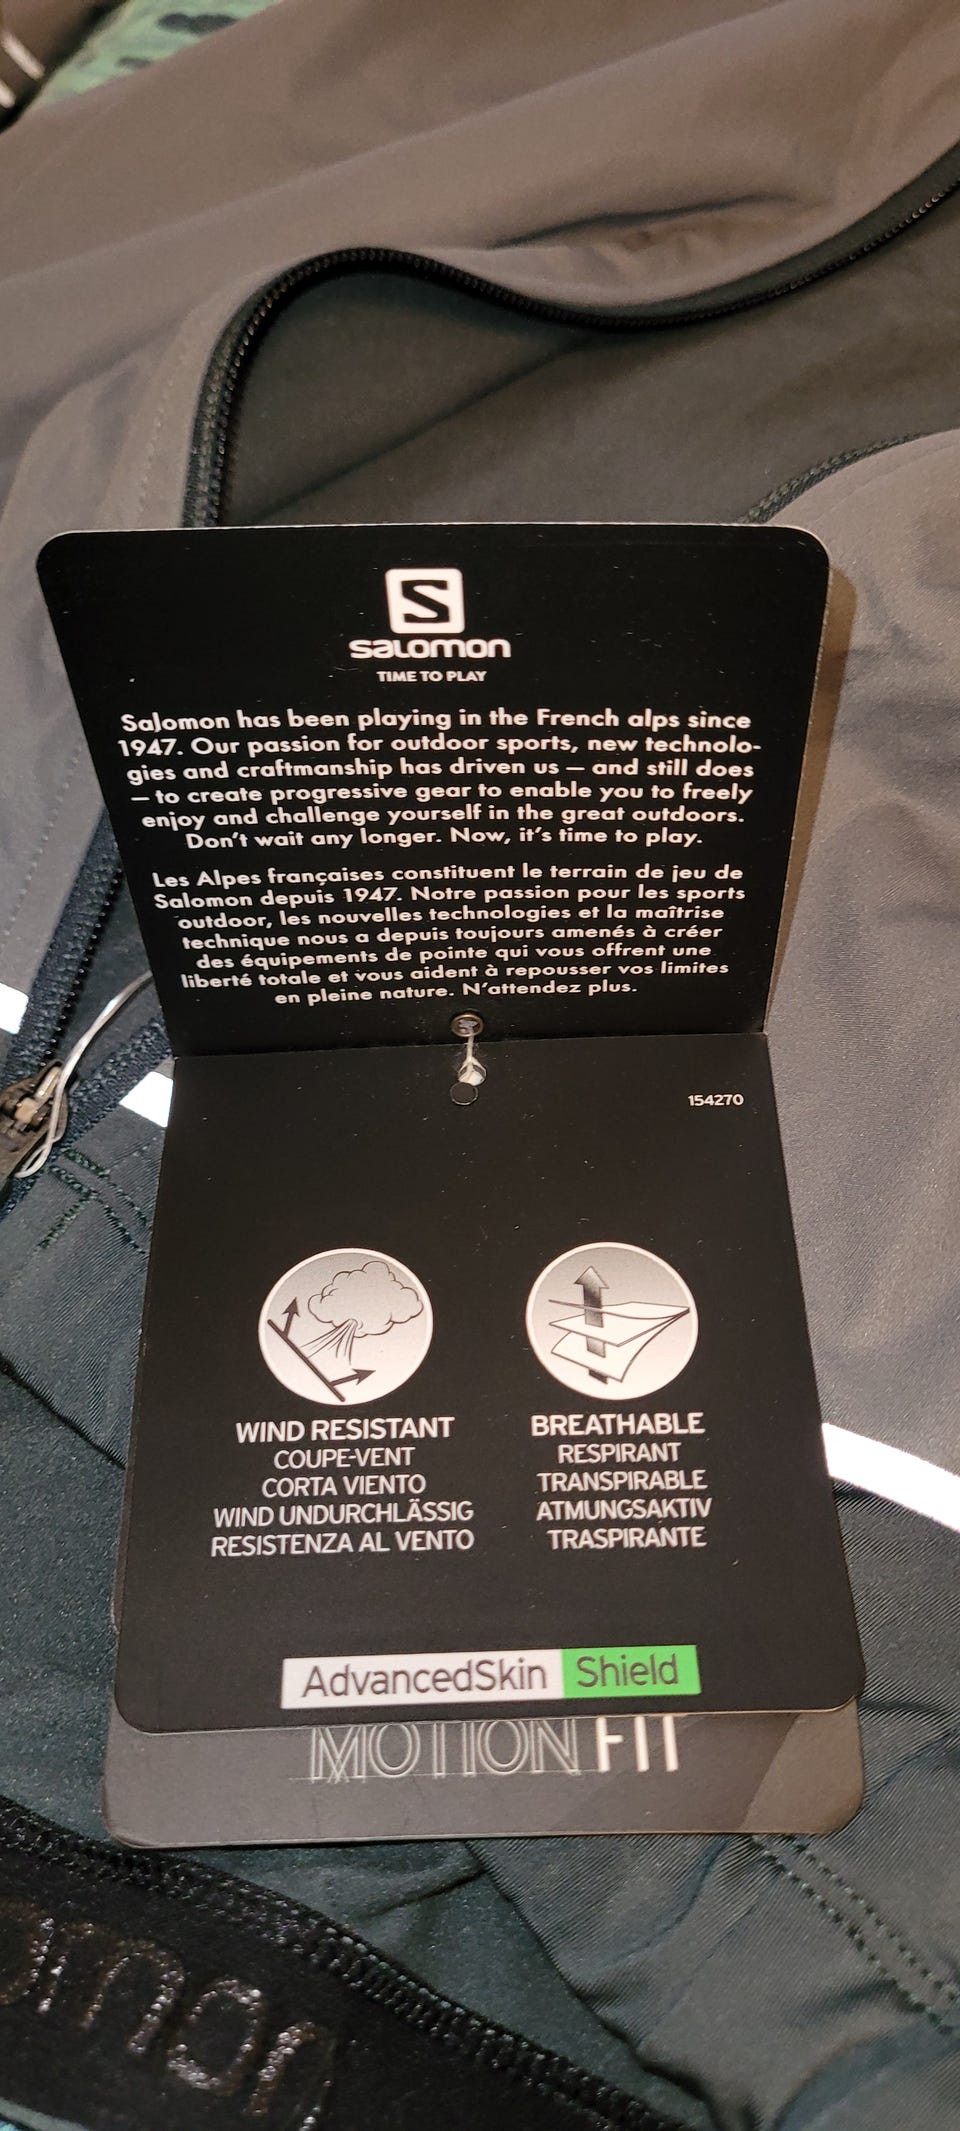 S
salomon
TIME TO PLAY
Salomon has been playing in the French alps since
1947. Our passion for outdoor sports, new technolo-
gies and craftmanship has driven us – and still does
– to create progressive gear to enable you to freely
enjoy and challenge yourself in the great outdoors.
Don't wait any longer. Now, it's time to play.
Les Alpes françaises constituent le terrain de jeu de
Salomon depuis 1947. Notre passion pour les sports
outdoor, les nouvelles technologies et la maîtrise
technique nous a depuis toujours amenés à créer
des équipements de pointe qui vous offrent une
liberté totale et vous aident à repousser vos limites
en pleine nature. N'attendez plus.
154270
WIND RESISTANT
COUPE-VENT
CORTA VIENTO
WIND UNDURCHLÄSSIG
RESISTENZA AL VENTO
BREATHABLE
RESPIRANT
TRANSPIRABLE
ATMUNGSAKTIV
TRASPIRANTE
AdvancedSkin Shield
MOTION FIT
omon